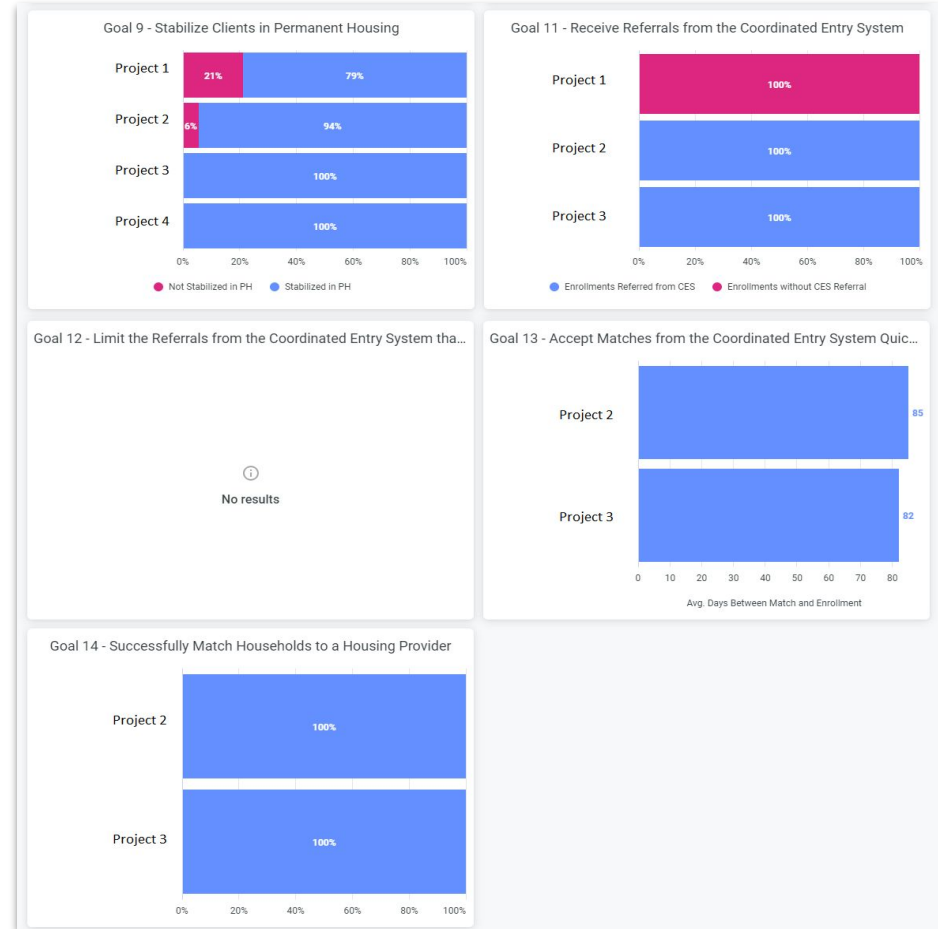 Goal 9 - Stabilize Clients in Permanent Housing
Project 1
21%
79%
Project 2
6%
94%
Project 3
100%
Project 4
100%
0% 20% 40% 60% 80% 100%
Not Stabilized in PH Stabilized in PH
Goal 11 - Receive Referrals from the Coordinated Entry System
Project 1
100%
Project 2
100%
Project 3
100%
0% 20% 40% 60% 80% 100%
Enrollments Referred from CES Enrollments without CES Referral
Goal 12 - Limit the Referrals from the Coordinated Entry System tha...
No results
Goal 13 - Accept Matches from the Coordinated Entry System Quic...
Project 2
85
Project 3
82
0 10 20 30 40 50 60 70 80
Avg. Days Between Match and Enrollment
Goal 14 - Successfully Match Households to a Housing Provider
Project 2
100%
Project 3
100%
0% 20% 40% 60% 80% 100%